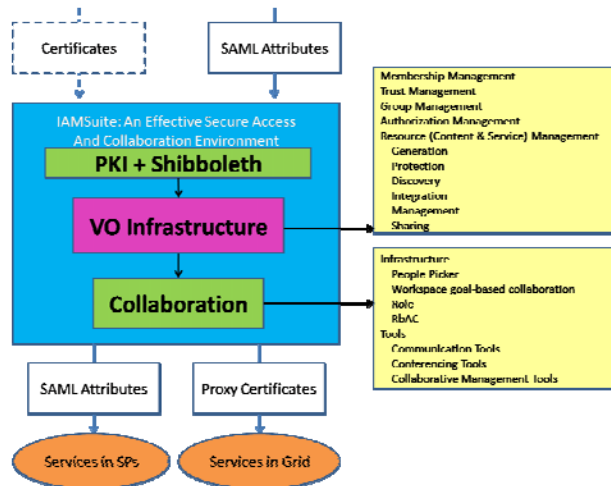 Certificates
SAML Attributes
IAMSuite: An Effective Secure Access
And Collaboration Environment
PKI + Shibboleth
VO Infrastructure
Collaboration
Membership Management
Trust Management
Group Management
Authorization Management
Resource (Content & Service) Management
Generation
Protection
Discovery
Integration
Management
Sharing
Infrastructure
People Picker
Workspace goal-based collaboration
Role
RbAC
Tools
Communication Tools
Conferencing Tools
Collaborative Management Tools
SAML Attributes
Proxy Certificates
Services in SPs
Services in Grid